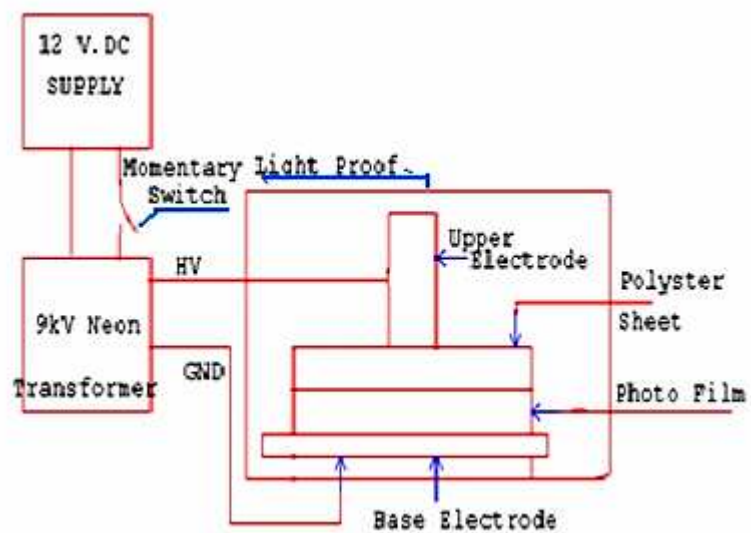 12 V.DC
SUPPLY
Momentary Light Proof
Switch
Upper
Electrode
HV
Polyster
Sheet
9kV Neon
Transformer
GND
Photo Film
Base Electrode